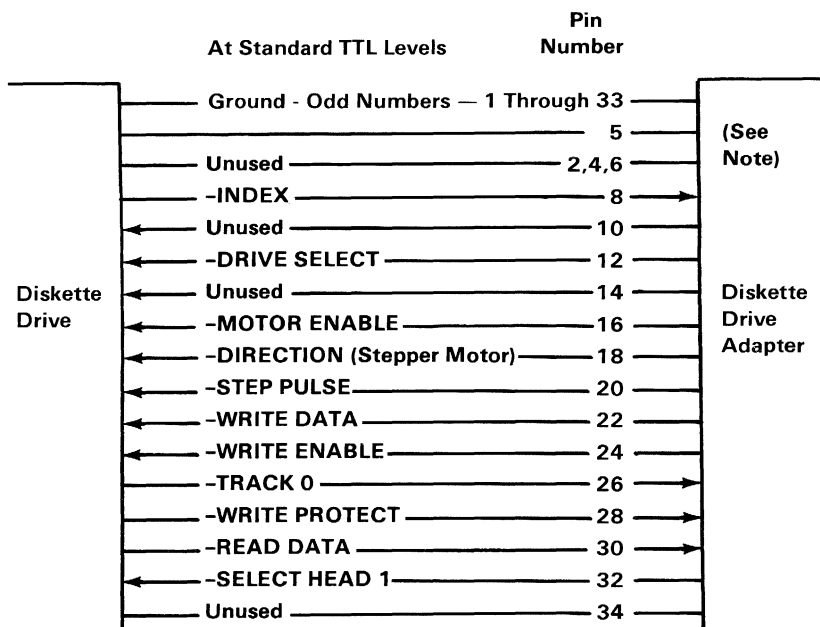 At Standard TTL Levels
Pin
Number
Ground - Odd Numbers — 1 Through 33
5
Unused 2,4,6
–INDEX 8
Unused 10
–DRIVE SELECT 12
Unused 14
–MOTOR ENABLE 16
–DIRECTION (Stepper Motor) 18
–STEP PULSE 20
–WRITE DATA 22
–WRITE ENABLE 24
–TRACK 0 26
–WRITE PROTECT 28
–READ DATA 30
–SELECT HEAD 1 32
Unused 34
Diskette
Drive
(See
Note)
Diskette
Drive
Adapter